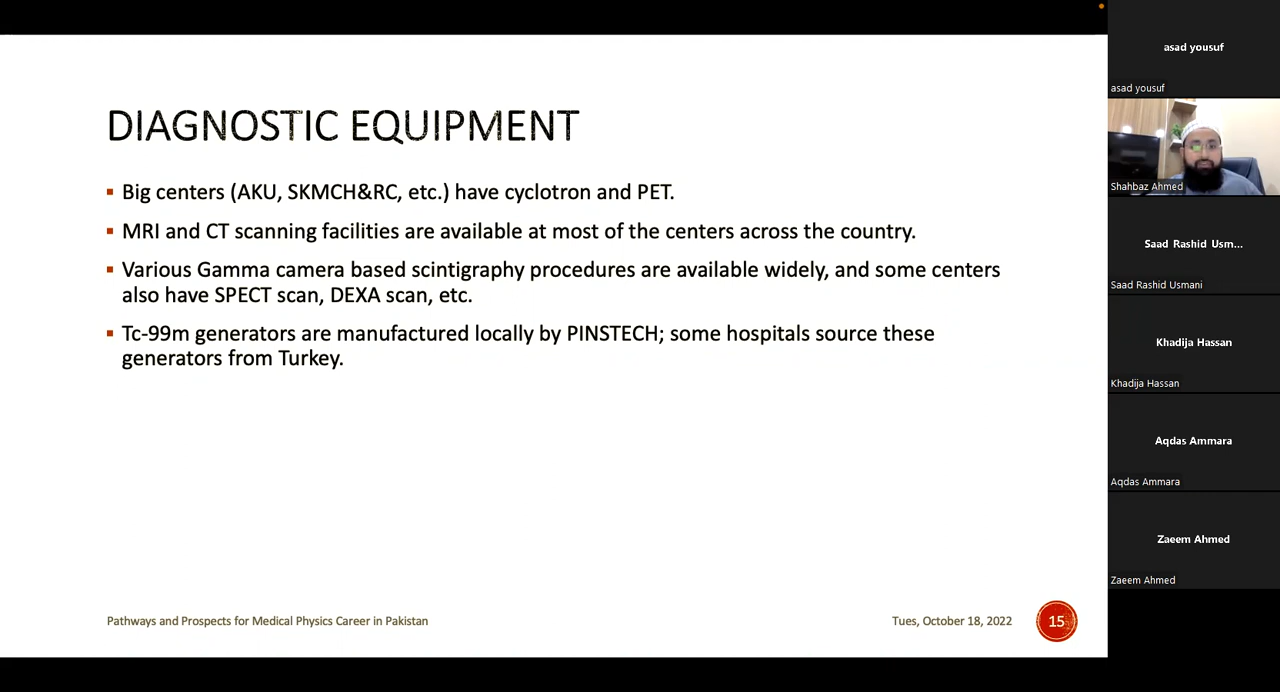 DIAGNOSTIC EQUIPMENT
▪ Big centers (AKU, SKMCH&RC, etc.) have cyclotron and PET.
▪ MRI and CT scanning facilities are available at most of the centers across the country.
▪ Various Gamma camera based scintigraphy procedures are available widely, and some centers
also have SPECT scan, DEXA scan, etc.
▪ Tc-99m generators are manufactured locally by PINSTECH; some hospitals source these
generators from Turkey.
Pathways and Prospects for Medical Physics Career in Pakistan
Tues, October 18, 2022
15
asad yousuf
asad yousuf
Shahbaz Ahmed
Saad Rashid Usm...
Saad Rashid Usmani
Khadija Hassan
Khadija Hassan
Aqdas Ammara
Aqdas Ammara
Zaeem Ahmed
Zaeem Ahmed